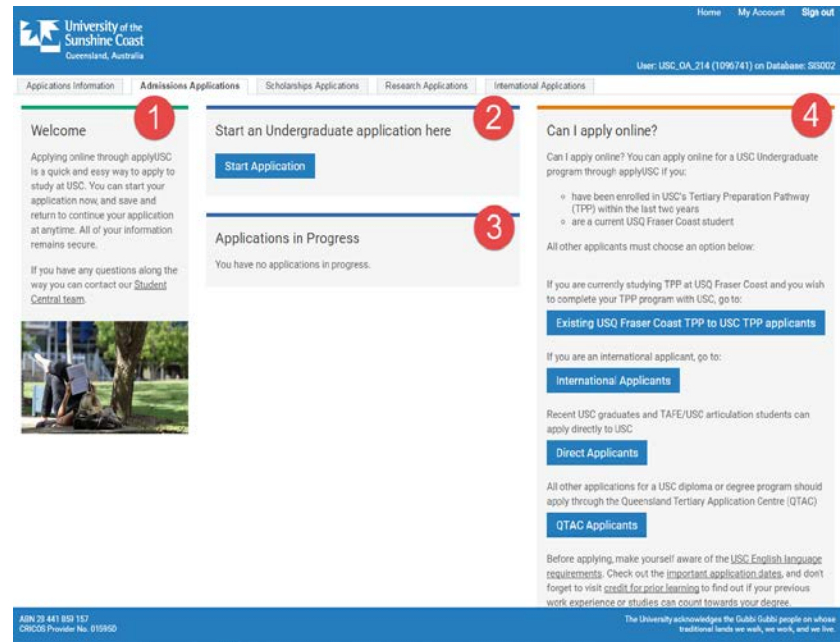 University of the
Sunshine Coast
Queensland, Australia
Home My Account Sign out
User: USC_OA_214 (1095741) on Database: SIS002
Applications Information Admissions Applications Scholarships Applications Research Applications International Applications
1
Welcome
Applying online through applyUSC
is a quick and easy way to apply to
study at USC. You can start your
application now, and save and
return to continue your application
at anytime. All of your information
remains secure.
If you have any questions along the
way you can contact our Student
Central team.
2
Start an Undergraduate application here
Start Application
3
Applications in Progress
You have no applications in progress.
4
Can I apply online?
Can I apply online? You can apply online for a USC Undergraduate
program through applyUSC if you:
have been enrolled in USC's Tertiary Preparation Pathway
(TPP) within the last two years
are a current USQ Fraser Coast student
All other applicants must choose an option below:
If you are currently studying TPP at USQ Fraser Coast and you wish
to complete your TPP program with USC, go to:
Existing USQ Fraser Coast TPP to USC TPP applicants
If you are an international applicant, go to:
International Applicants
Recent USC graduates and TAFE/USC articulation students can
apply directly to USC
Direct Applicants
All other applications for a USC diploma or degree program should
apply through the Queensland Tertiary Application Centre (QTAC)
QTAC Applicants
Before applying, make yourself aware of the USC English language
requirements. Check out the important application dates, and don't
forget to visit credit for prior learning to find out if your previous
work experience or studies can count towards your degree.
ABN 28 441 859 157
CRICOS Provider No. 01595D
The University acknowledges the Gubbi Gubbi people on whose
traditional lands we walk, we work, and we live.